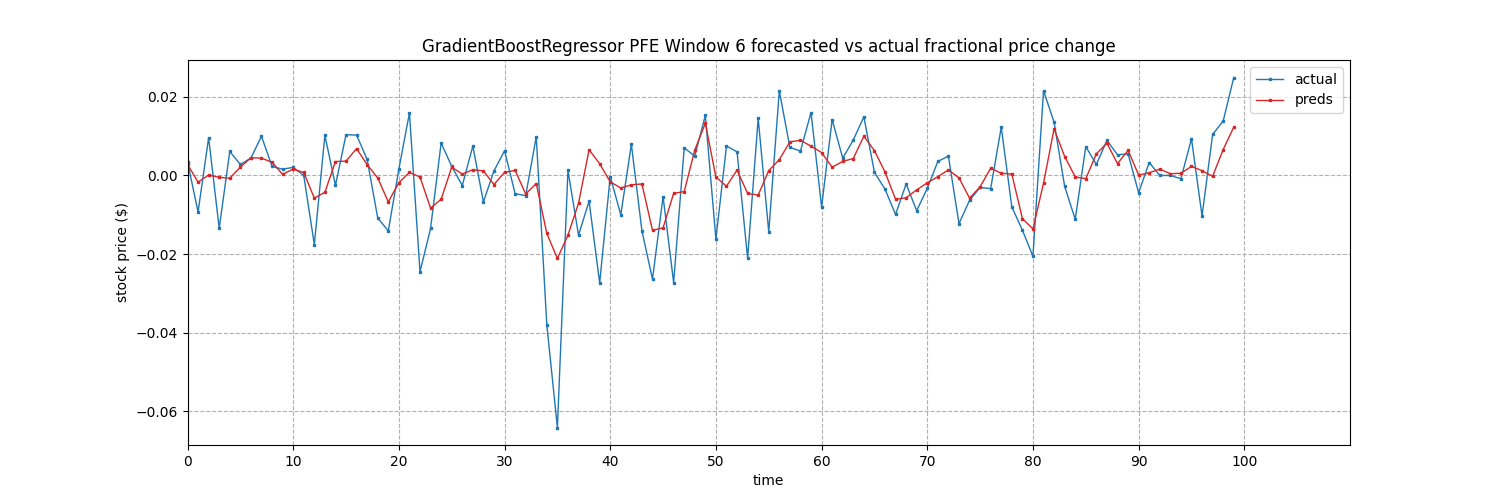 GradientBoostRegressor PFE Window 6 forecasted vs actual fractional price change
stock price ($)
0.02
0.00
−0.02
−0.04
−0.06
actual
preds
0 10 20 30 40 50 60 70 80 90 100
time